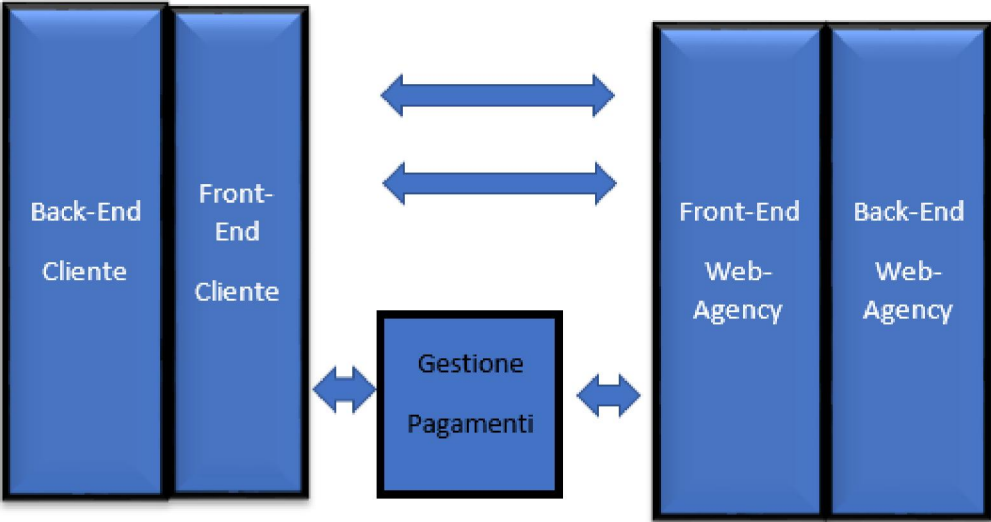 Back-End
Cliente
Front-
End
Cliente
Gestione
Pagamenti
Front-End
Web-
Agency
Back-End
Web-
Agency